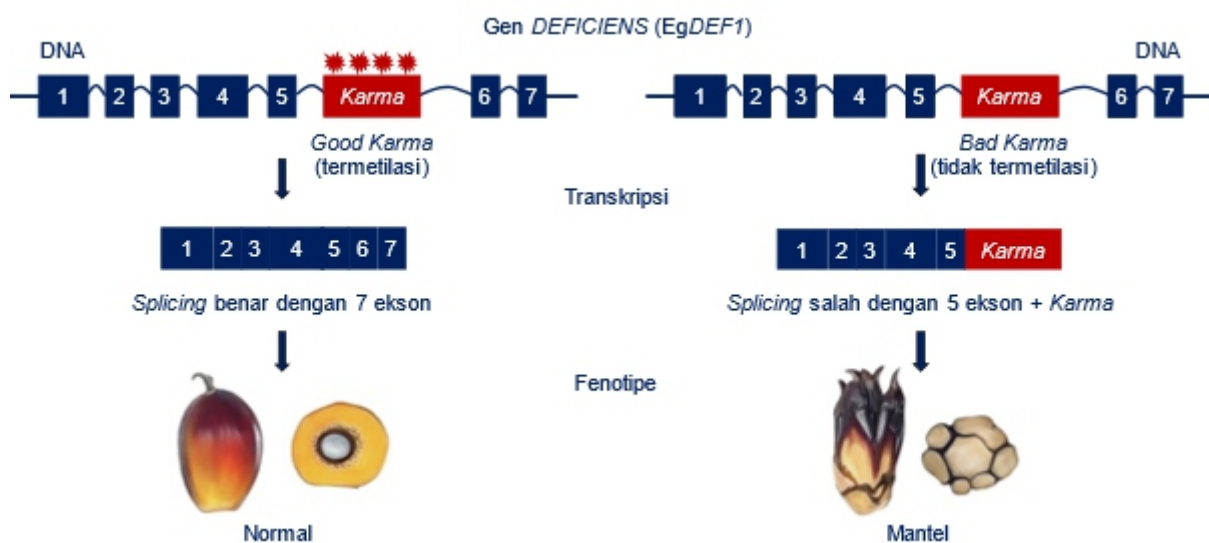 Gen DEFICIENS (EgDEF1)
DNA
DNA
1 2 3 4 5 Karma 6 7
1 2 3 4 5 Karma 6 7
Good Karma
(termetilasi)
Bad Karma
(tidak termetilasi)
Transkripsi
1 2 3 4 5 6 7
1 2 3 4 5 Karma
Splicing benar dengan 7 ekson
Splicing salah dengan 5 ekson + Karma
Fenotipe
Normal
Mantel